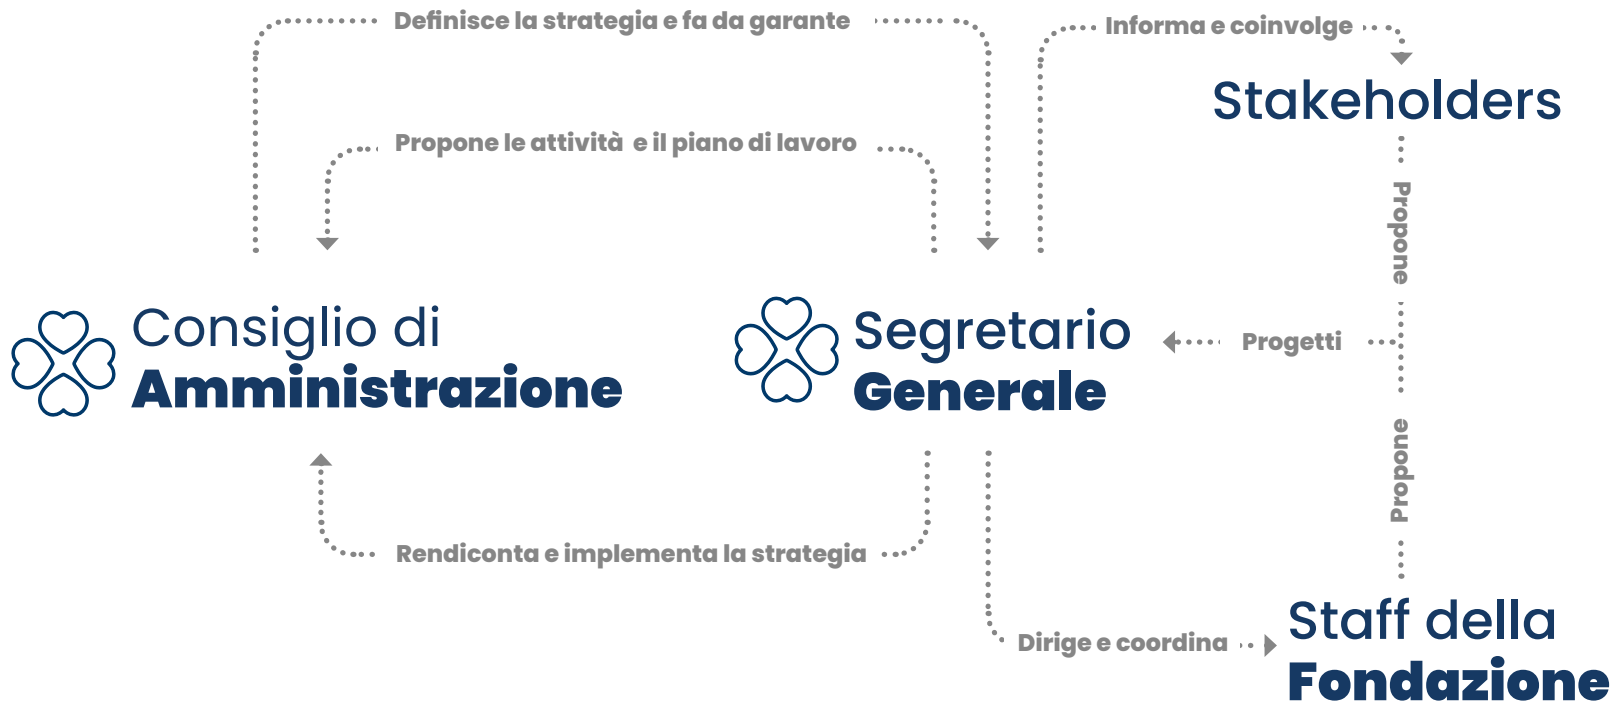 Definisce la strategia e fa da garante
Informa e coinvolge
Stakeholders
Propone le attività e il piano di lavoro
Propone
Consiglio di
Amministrazione
Segretario
Generale
Progetti
Propone
Rendiconta e implementa la strategia
Dirige e coordina
Staff della
Fondazione